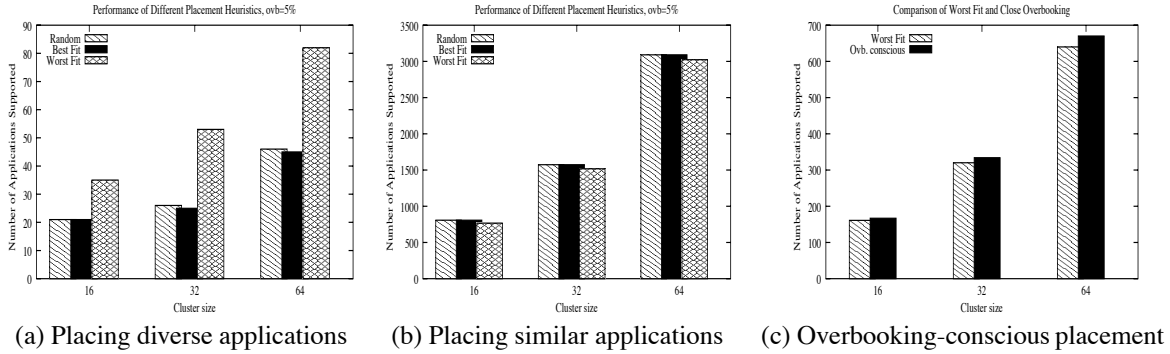 Performance of Different Placement Heuristics, ovb=5%
90
80
70
60
50
40
30
20
10
0
Number of Applications Supported
Random
Best Fit
Worst Fit
16
32
64
Cluster size
(a) Placing diverse applications
Performance of Different Placement Heuristics, ovb=5%
3500
3000
2500
2000
1500
1000
500
0
Number of Applications Supported
Random
Best Fit
Worst Fit
16
32
64
Cluster size
(b) Placing similar applications
Comparison of Worst Fit and Close Overbooking
700
600
500
400
300
200
100
0
Number of Applications Supported
Worst Fit
Ovb. conscious
16
32
64
Cluster size
(c) Overbooking-conscious placement